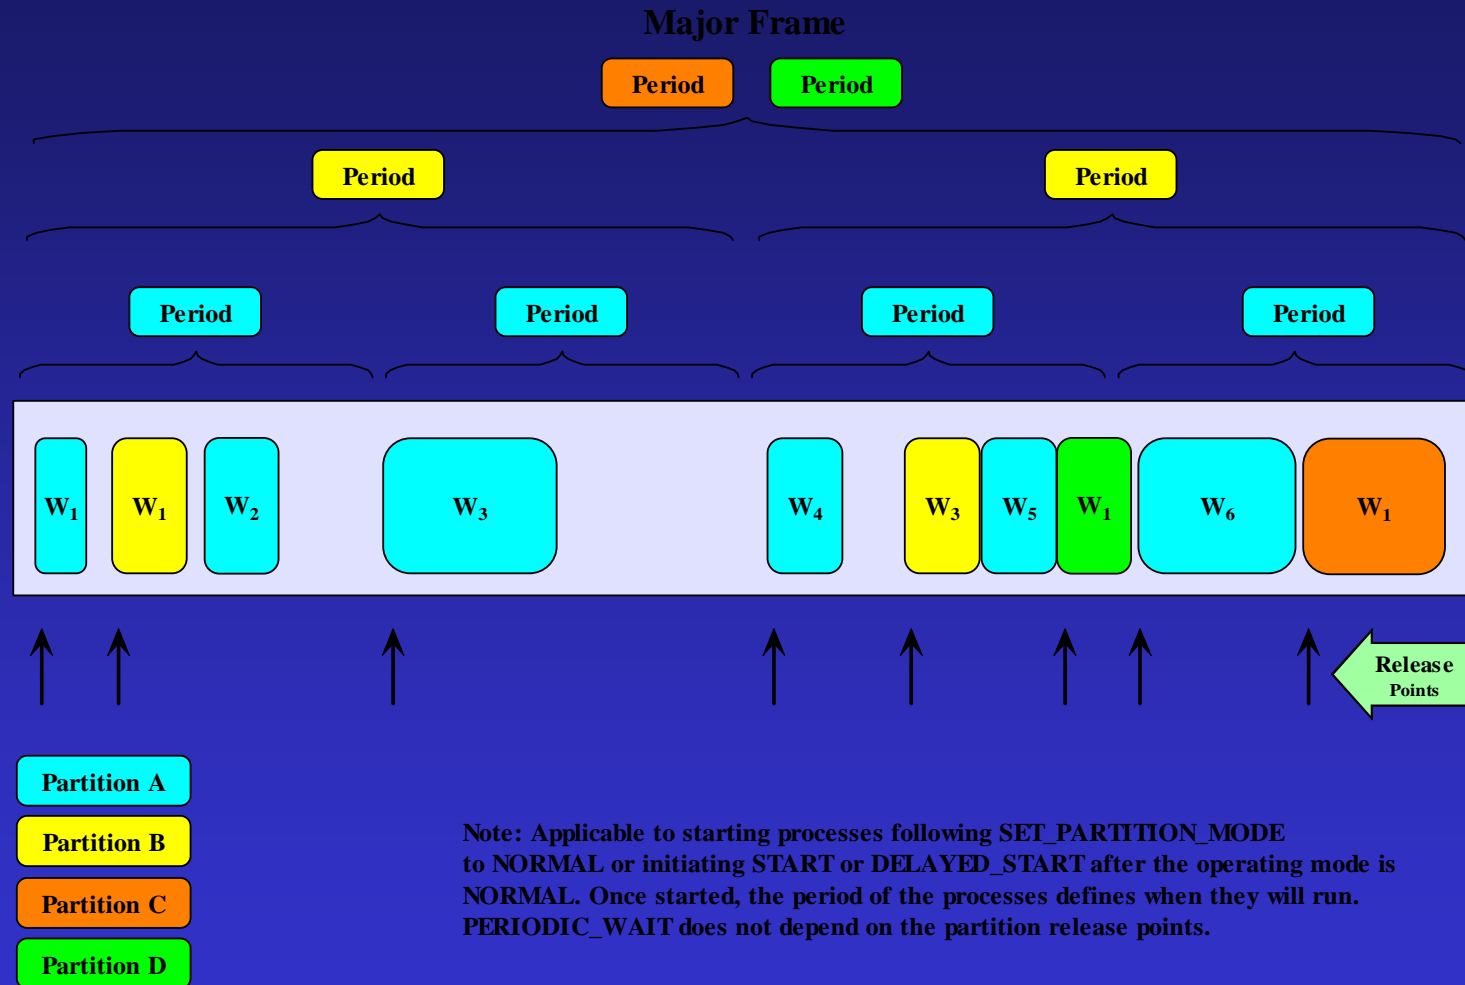 Major Frame
Period Period
Period Period
Period Period Period Period
W₁ W₁ W₂ W₃ W₄ W₃ W₅ W₁ W₆ W₁
Release
Points
Partition A
Partition B
Partition C
Partition D
Note: Applicable to starting processes following SET_PARTITION_MODE
to NORMAL or initiating START or DELAYED_START after the operating mode is
NORMAL. Once started, the period of the processes defines when they will run.
PERIODIC_WAIT does not depend on the partition release points.